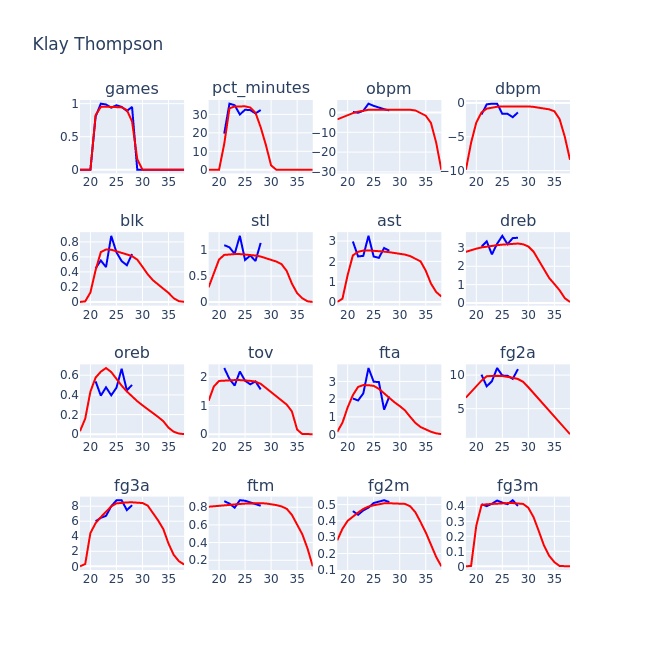 Klay Thompson
games pct_minutes obpm dbpm
1 0.5 0
30 20 10 0
0 −10 −20 −30
0 −5 −10
20 25 30 35 20 25 30 35 20 25 30 35 20 25 30 35
blk stl ast dreb
0.8 0.6 0.4 0.2 0
1 0.5 0
3 2 1 0
3 2 1 0
20 25 30 35 20 25 30 35 20 25 30 35 20 25 30 35
oreb tov fta fg2a
0.6 0.4 0.2 0
2 1 0
3 2 1 0
10 5
20 25 30 35 20 25 30 35 20 25 30 35 20 25 30 35
fg3a ftm fg2m fg3m
8 6 4 2 0
0.8 0.6 0.4 0.2
0.5 0.4 0.3 0.2 0.1
0.4 0.3 0.2 0.1 0
20 25 30 35 20 25 30 35 20 25 30 35 20 25 30 35